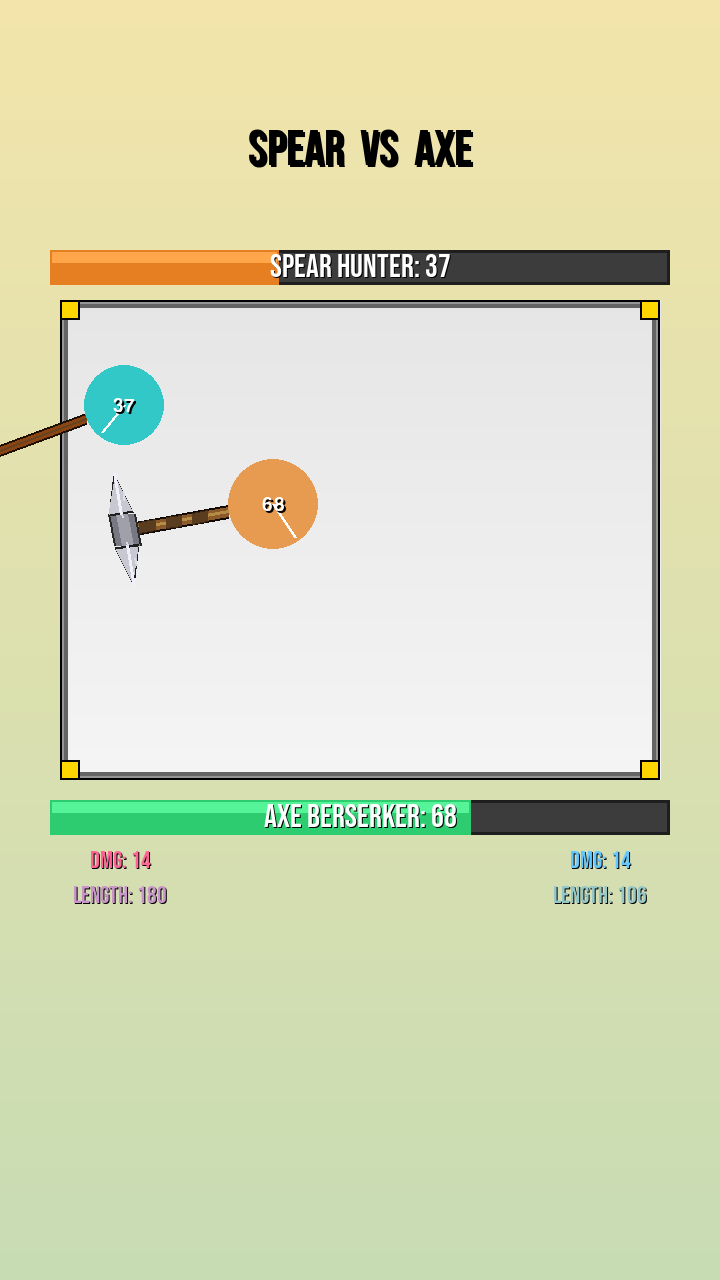 SPEAR VS AXE
SPEAR HUNTER: 37
37
68
AXE BERSERKER: 68
DMG: 14
DMG: 14
LENGTH: 180
LENGTH: 106